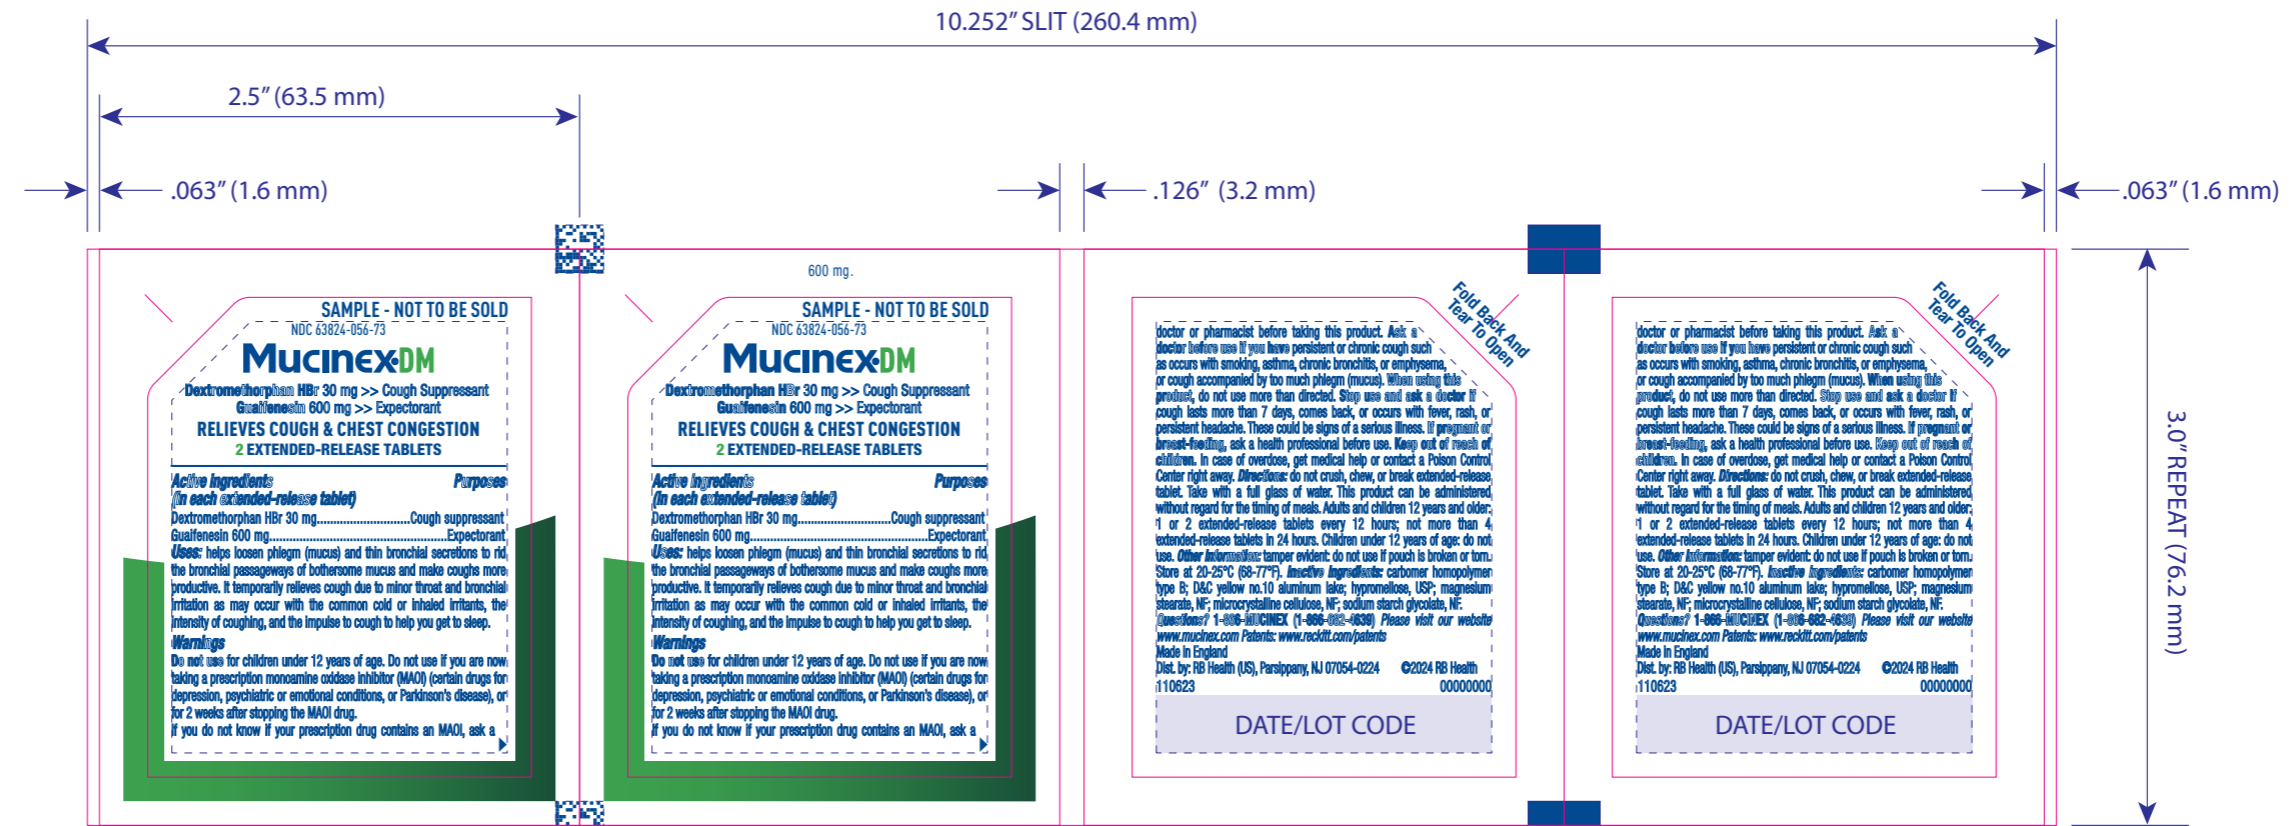 10.252” SLIT (260.4 mm)
2.5” (63.5 mm)
.063” (1.6 mm)
.126” (3.2 mm)
.063” (1.6 mm)
3.0” REPEAT (76.2 mm)
SAMPLE - NOT TO BE SOLD
NDC 63824-056-73
Mucinex·DM
Dextromethorphan HBr 30 mg >> Cough Suppressant
Guaifenesin 600 mg >> Expectorant
RELIEVES COUGH & CHEST CONGESTION
2 EXTENDED-RELEASE TABLETS
Active ingredients Purposes
(in each extended-release tablet)
Dextromethorphan HBr 30 mg............................Cough suppressant
Guaifenesin 600 mg......................................................Expectorant
Uses: helps loosen phlegm (mucus) and thin bronchial secretions to rid
the bronchial passageways of bothersome mucus and make coughs more
productive. It temporarily relieves cough due to minor throat and bronchial
irritation as may occur with the common cold or inhaled irritants, the
intensity of coughing, and the impulse to cough to help you get to sleep.
Warnings
Do not use for children under 12 years of age. Do not use if you are now
taking a prescription monoamine oxidase inhibitor (MAOI) (certain drugs for
depression, psychiatric or emotional conditions, or Parkinson’s disease), or
for 2 weeks after stopping the MAOI drug.
If you do not know if your prescription drug contains an MAOI, ask a
600 mg.
SAMPLE - NOT TO BE SOLD
NDC 63824-056-73
Mucinex·DM
Dextromethorphan HBr 30 mg >> Cough Suppressant
Guaifenesin 600 mg >> Expectorant
RELIEVES COUGH & CHEST CONGESTION
2 EXTENDED-RELEASE TABLETS
Active ingredients Purposes
(in each extended-release tablet)
Dextromethorphan HBr 30 mg............................Cough suppressant
Guaifenesin 600 mg......................................................Expectorant
Uses: helps loosen phlegm (mucus) and thin bronchial secretions to rid
the bronchial passageways of bothersome mucus and make coughs more
productive. It temporarily relieves cough due to minor throat and bronchial
irritation as may occur with the common cold or inhaled irritants, the
intensity of coughing, and the impulse to cough to help you get to sleep.
Warnings
Do not use for children under 12 years of age. Do not use if you are now
taking a prescription monoamine oxidase inhibitor (MAOI) (certain drugs for
depression, psychiatric or emotional conditions, or Parkinson’s disease), or
for 2 weeks after stopping the MAOI drug.
If you do not know if your prescription drug contains an MAOI, ask a
Fold Back And
Tear To Open
doctor or pharmacist before taking this product. Ask a
doctor before use if you have persistent or chronic cough such
as occurs with smoking, asthma, chronic bronchitis, or emphysema,
or cough accompanied by too much phlegm (mucus). When using this
product, do not use more than directed. Stop use and ask a doctor if
cough lasts more than 7 days, comes back, or occurs with fever, rash, or
persistent headache. These could be signs of a serious illness. If pregnant or
breast-feeding, ask a health professional before use. Keep out of reach of
children. In case of overdose, get medical help or contact a Poison Control
Center right away. Directions: do not crush, chew, or break extended-release
tablet. Take with a full glass of water. This product can be administered
without regard for the timing of meals. Adults and children 12 years and older:
1 or 2 extended-release tablets every 12 hours; not more than 4
extended-release tablets in 24 hours. Children under 12 years of age: do not
use. Other information: tamper evident: do not use if pouch is broken or torn.
Store at 20-25°C (68-77°F). Inactive ingredients: carbomer homopolymer
type B; D&C yellow no.10 aluminum lake; hypromellose, USP; magnesium
stearate, NF; microcrystalline cellulose, NF; sodium starch glycolate, NF.
Questions? 1-866-MUCINEX (1-866-682-4639) Please visit our website
www.mucinex.com Patents: www.reckitt.com/patents
Made in England
Dist. by: RB Health (US), Parsippany, NJ 07054-0224 ©2024 RB Health
110623 00000000
DATE/LOT CODE
Fold Back And
Tear To Open
doctor or pharmacist before taking this product. Ask a
doctor before use if you have persistent or chronic cough such
as occurs with smoking, asthma, chronic bronchitis, or emphysema,
or cough accompanied by too much phlegm (mucus). When using this
product, do not use more than directed. Stop use and ask a doctor if
cough lasts more than 7 days, comes back, or occurs with fever, rash, or
persistent headache. These could be signs of a serious illness. If pregnant or
breast-feeding, ask a health professional before use. Keep out of reach of
children. In case of overdose, get medical help or contact a Poison Control
Center right away. Directions: do not crush, chew, or break extended-release
tablet. Take with a full glass of water. This product can be administered
without regard for the timing of meals. Adults and children 12 years and older:
1 or 2 extended-release tablets every 12 hours; not more than 4
extended-release tablets in 24 hours. Children under 12 years of age: do not
use. Other information: tamper evident: do not use if pouch is broken or torn.
Store at 20-25°C (68-77°F). Inactive ingredients: carbomer homopolymer
type B; D&C yellow no.10 aluminum lake; hypromellose, USP; magnesium
stearate, NF; microcrystalline cellulose, NF; sodium starch glycolate, NF.
Questions? 1-866-MUCINEX (1-866-682-4639) Please visit our website
www.mucinex.com Patents: www.reckitt.com/patents
Made in England
Dist. by: RB Health (US), Parsippany, NJ 07054-0224 ©2024 RB Health
110623 00000000
DATE/LOT CODE